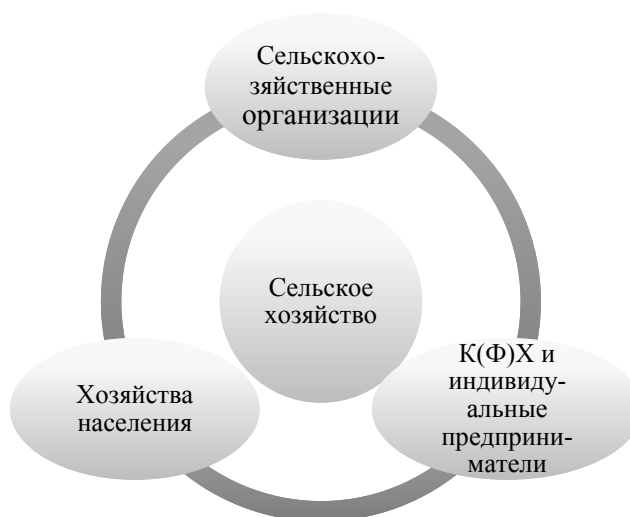 Сельскохо-
зяйственные
организации
Сельское
хозяйство
Хозяйства
населения
К(Ф)Х и
индивиду-
альные
предприни-
матели